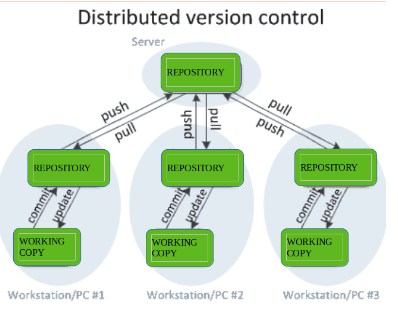 Distributed version control
Server
REPOSITORY
push
pull
push
pull
pull
push
REPOSITORY
REPOSITORY
REPOSITORY
commit
update
commit
update
commit
update
WORKING
COPY
WORKING
COPY
WORKING
COPY
Workstation/PC #1
Workstation/PC #2
Workstation/PC #3